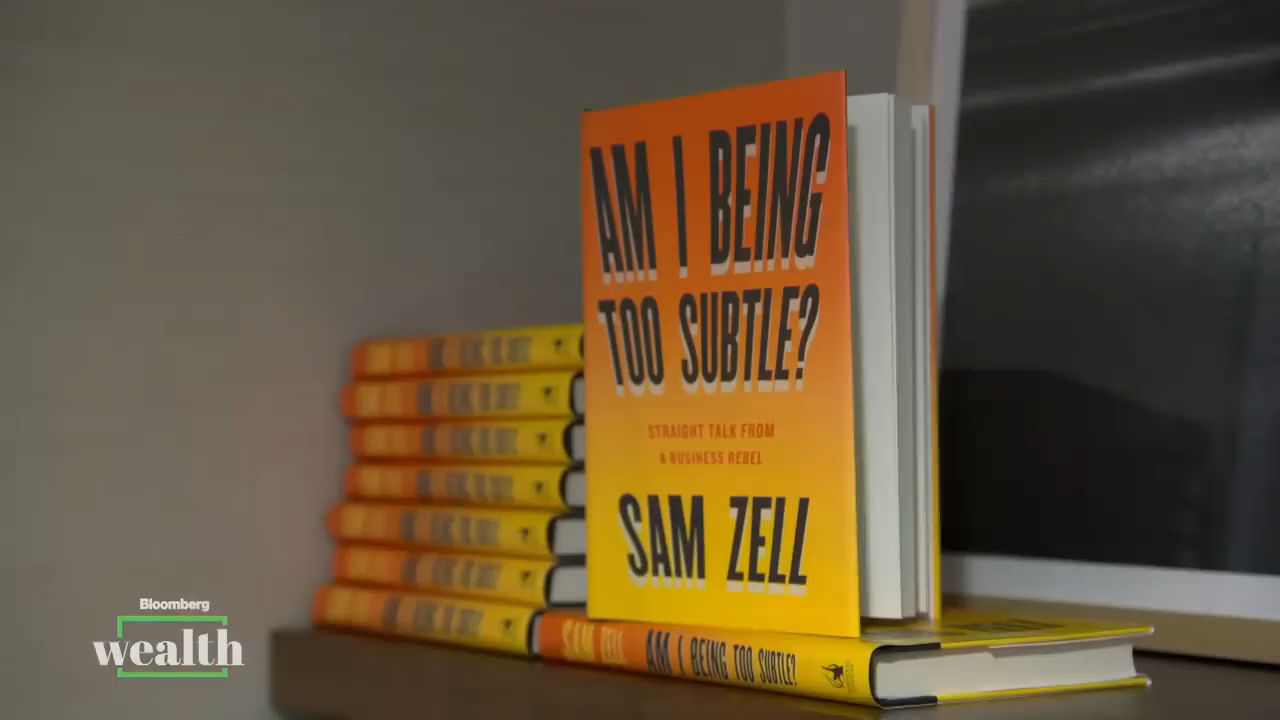 AM I BEING
TOO SUBTLE?
STRAIGHT TALK FROM
A BUSINESS REBEL
SAM ZELL
SAM ZELL AM I BEING TOO SUBTLE?
Bloomberg
wealth